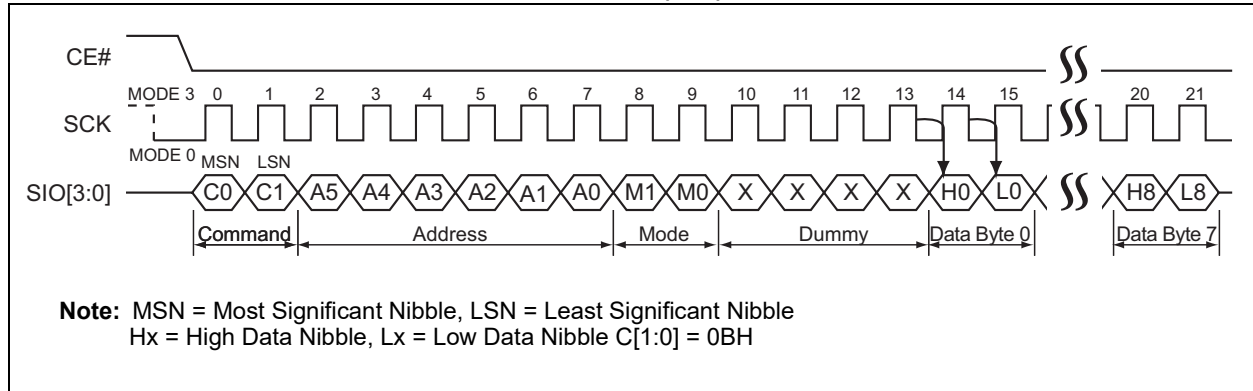 CE#
MODE 3 0 1 2 3 4 5 6 7 8 9 10 11 12 13 14 15 20 21
SCK
MODE 0 MSN LSN
SIO[3:0] C0 C1 A5 A4 A3 A2 A1 A0 M1 M0 X X X X H0 L0 H8 L8
Command Address Mode Dummy Data Byte 0 Data Byte 7
Note: MSN = Most Significant Nibble, LSN = Least Significant Nibble
Hx = High Data Nibble, Lx = Low Data Nibble C[1:0] = 0BH